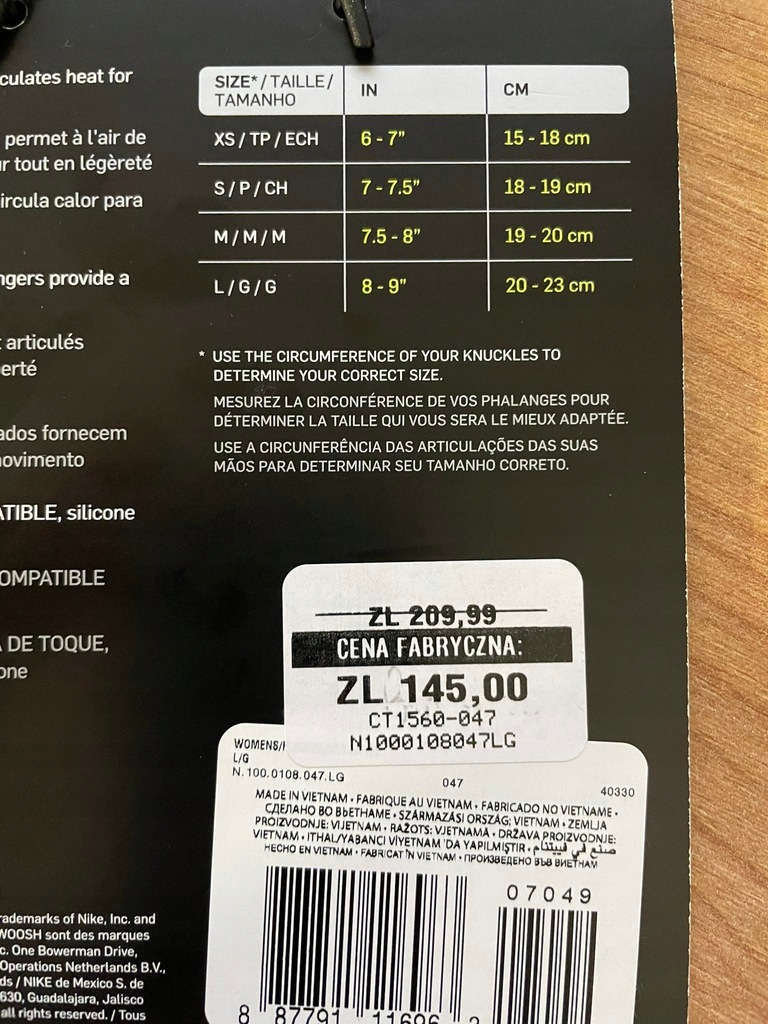 culates heat for
permet à l'air de
r tout en légèreté
ircula calor para
ngers provide a
articulés
erté
ados fornecem
ovimento
ATIBLE, silicone
OMPATIBLE
DE TOQUE,
one
SIZE* / TAILLE / TAMANHO IN CM
XS / TP / ECH 6 - 7” 15 - 18 cm
S / P / CH 7 - 7.5” 18 - 19 cm
M / M / M 7.5 - 8” 19 - 20 cm
L / G / G 8 - 9” 20 - 23 cm
* USE THE CIRCUMFERENCE OF YOUR KNUCKLES TO
DETERMINE YOUR CORRECT SIZE.
MESUREZ LA CIRCONFÉRENCE DE VOS PHALANGES POUR
DÉTERMINER LA TAILLE QUI VOUS SERA LE MIEUX ADAPTÉE.
USE A CIRCUNFERÊNCIA DAS ARTICULAÇÕES DAS SUAS
MÃOS PARA DETERMINAR SEU TAMANHO CORRETO.
ZL 209,99
CENA FABRYCZNA:
ZL 145,00
CT1560-047
N1000108047LG
WOMENS/
L/G
N.100.0108.047.LG
047
40330
MADE IN VIETNAM • FABRIQUE AU VIETNAM • FABRICADO NO VIETNAME •
СДЕЛАНО ВО ВЬЕТНАМЕ • SZÁRMAZÁSI ORSZÁG: VIETNAM • ZEMLJA
PROIZVODNJE: VIJETNAM • RAŽOTS: VJETNAMĀ • DRŽAVA PROIZVODNJE:
VIETNAM • ITHAL/YABANCI VİYETNAM 'DA YAPILMIŞTIR • صنع في فييتنام
HECHO EN VIETNAM • FABRICAT ÎN VIETNAM • ПРОИЗВЕДЕНО ВЪВ ВИЕТНАМ
07049
8 87791 11696 2
rademarks of Nike, Inc. and
WOOSH sont des marques
c. One Bowerman Drive,
Operations Netherlands B.V.,
ds / NIKE de Mexico S. de
630, Guadalajara, Jalisco
all rights reserved. / Tous